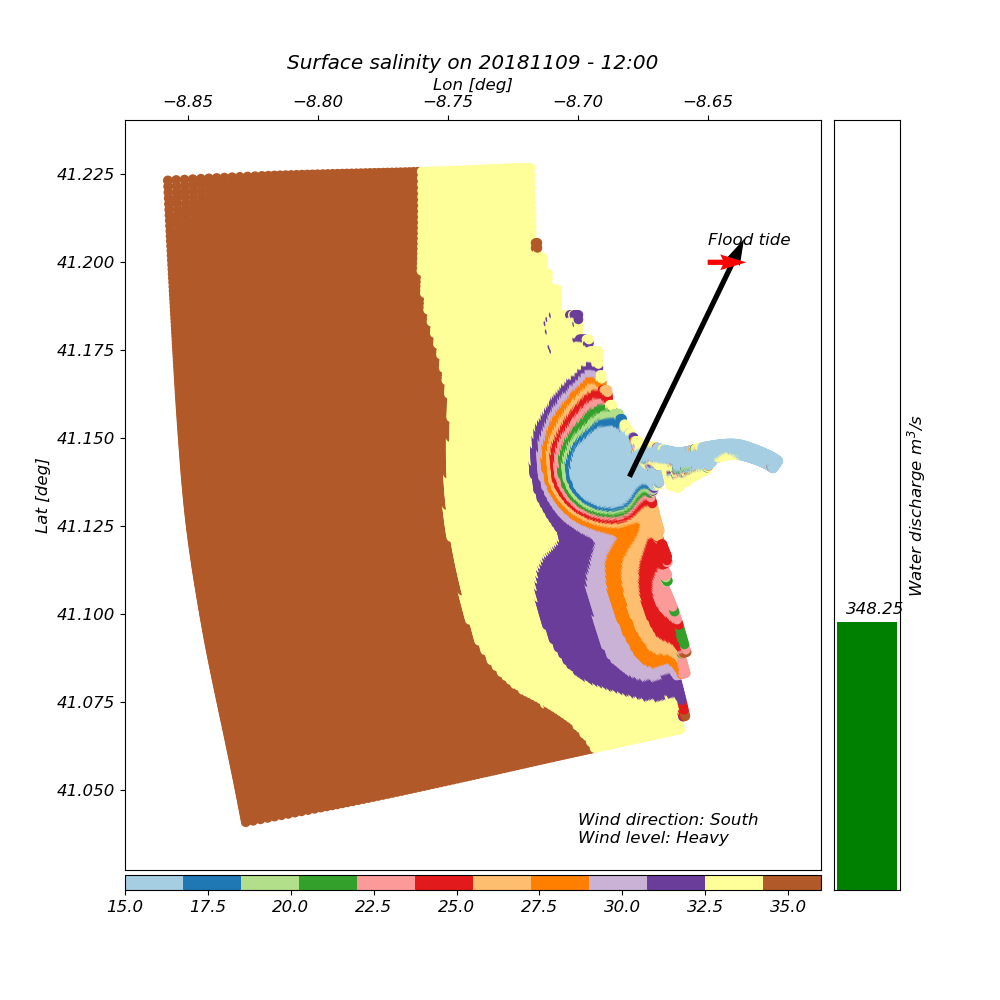 Surface salinity on 20181109 - 12:00
Lon [deg]
−8.85 −8.80 −8.75 −8.70 −8.65
41.225
41.200
41.175
41.150
41.125
41.100
41.075
41.050
Lat [deg]
Flood tide
Wind direction: South
Wind level: Heavy
15.0 17.5 20.0 22.5 25.0 27.5 30.0 32.5 35.0
348.25
Water discharge m³/s